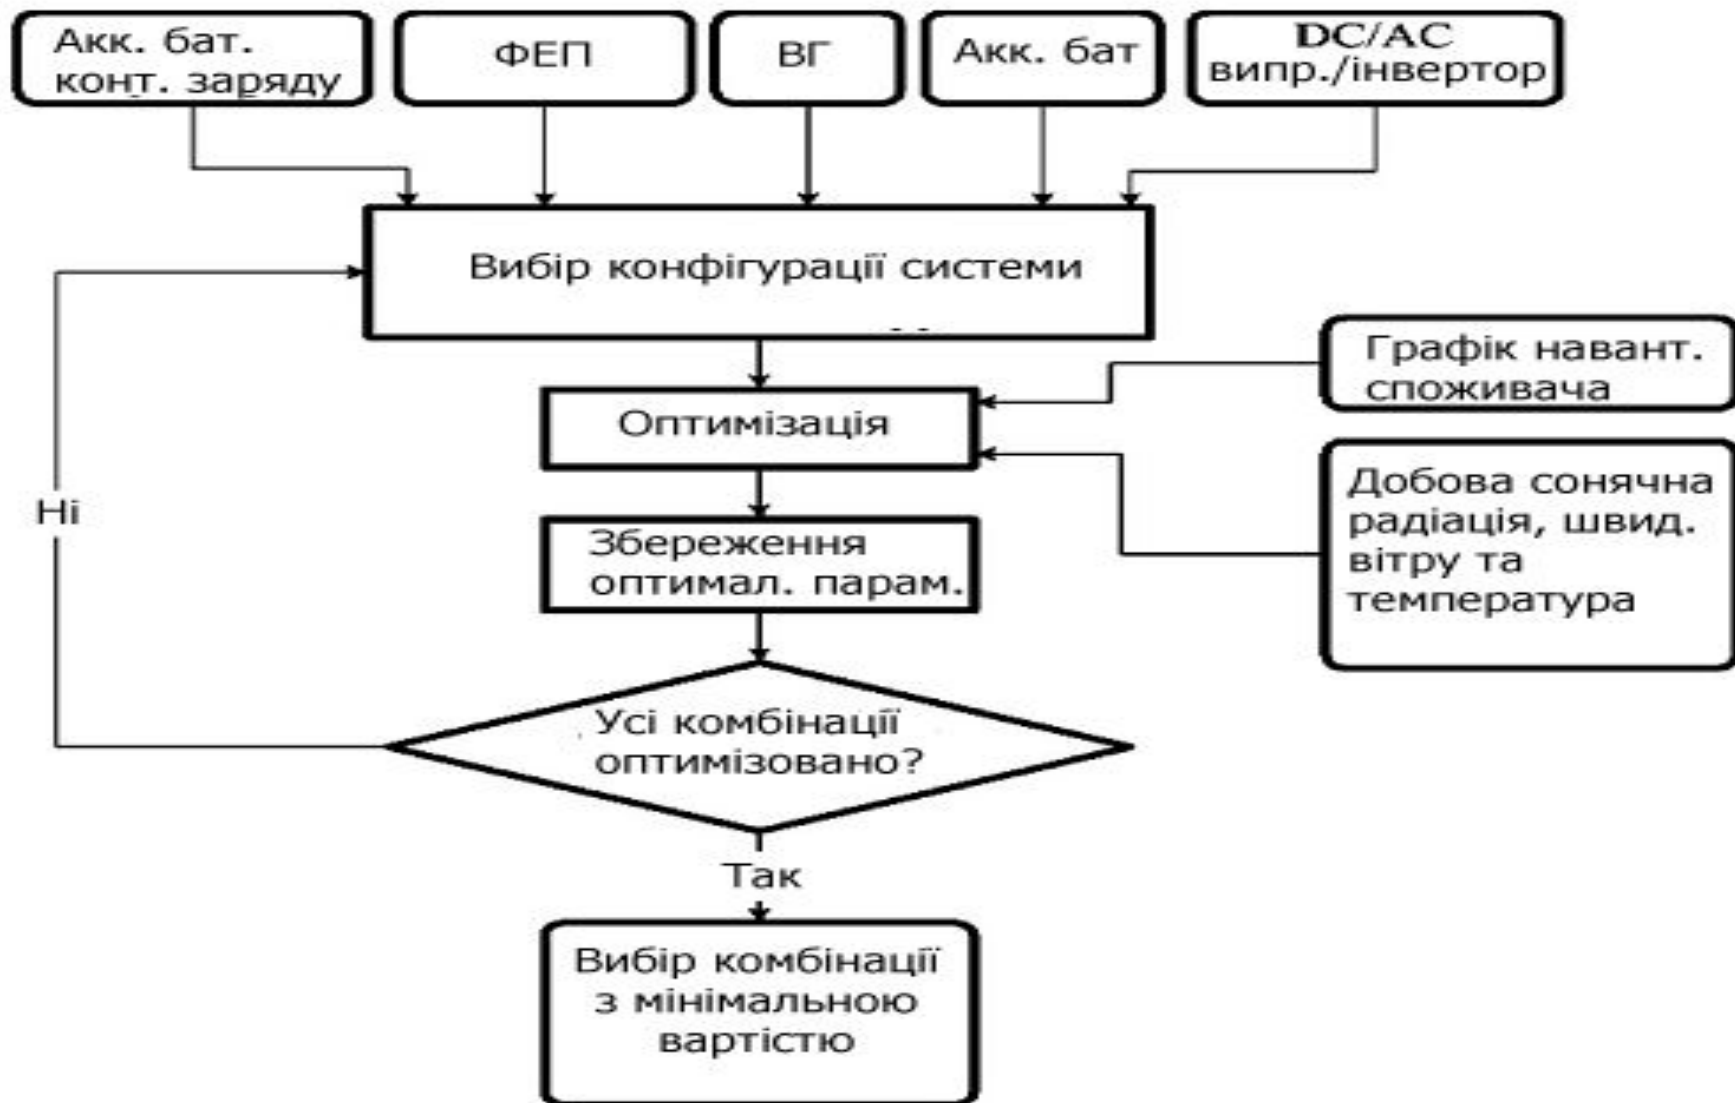 Акк. бат.
конт. заряду
ФЕП
ВГ
Акк. бат
DC/AC
випр./інвертор
Вибір конфігурації системи
Графік навант.
споживача
Оптимізація
Добова сонячна
радіація, швид.
вітру та
температура
Ні
Збереження
оптимал. парам.
Усі комбінації
оптимізовано?
Так
Вибір комбінації
з мінімальною
вартістю